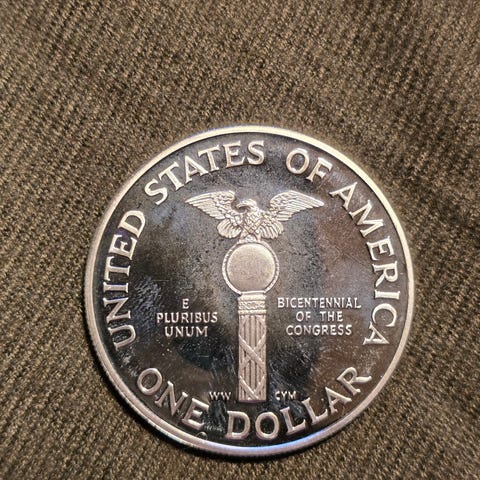 UNITED STATES OF AMERICA
E
PLURIBUS
UNUM
BICENTENNIAL
OF THE
CONGRESS
WW
CYM
ONE DOLLAR